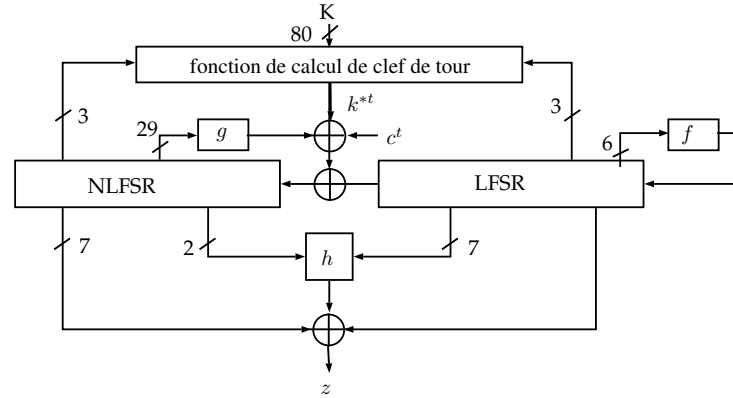 K
80
fonction de calcul de clef de tour
k*t
3
3
29
g
c^t
6
f
NLFSR
LFSR
7
2
h
7
z